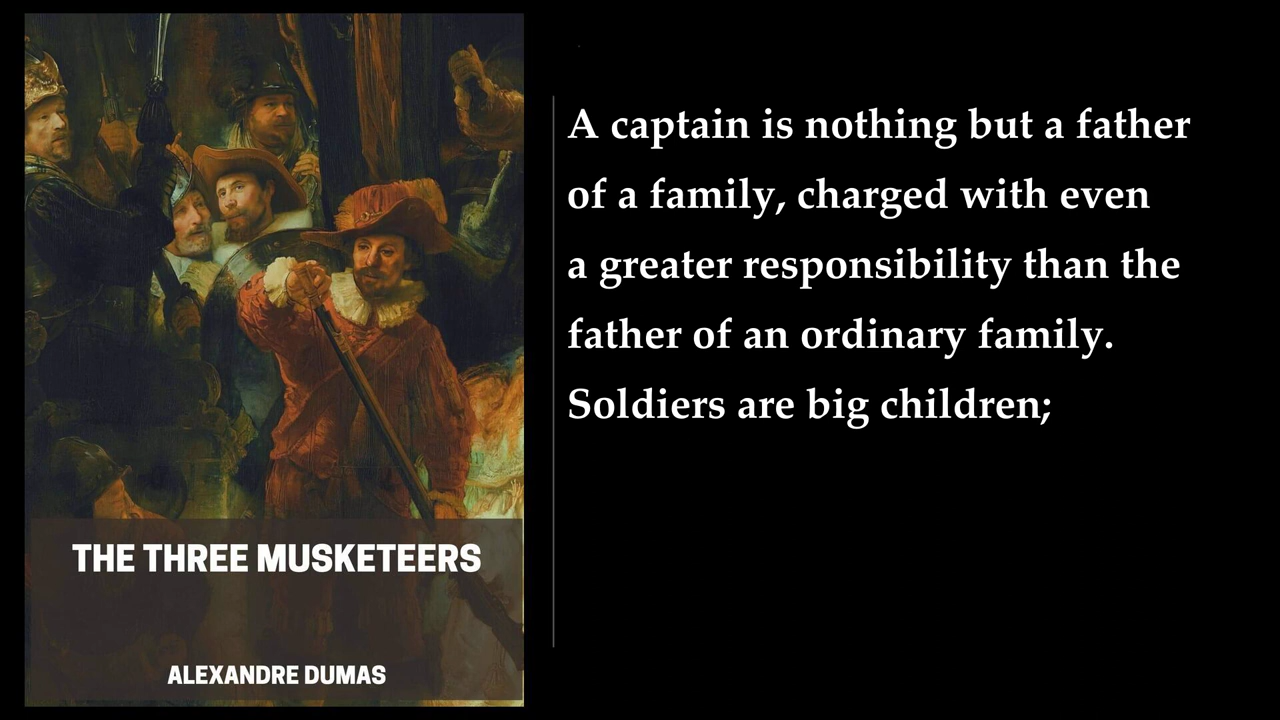 THE THREE MUSKETEERS
ALEXANDRE DUMAS
A captain is nothing but a father
of a family, charged with even
a greater responsibility than the
father of an ordinary family.
Soldiers are big children;